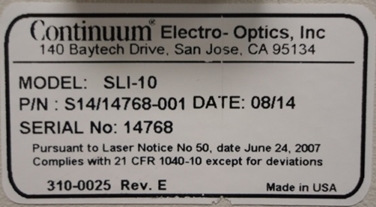 Continuum® Electro-Optics, Inc
140 Baytech Drive, San Jose, CA 95134
MODEL: SLI-10
P/N : S14/14768-001 DATE: 08/14
SERIAL No: 14768
Pursuant to Laser Notice No 50, date June 24, 2007
Complies with 21 CFR 1040-10 except for deviations
310-0025 Rev. E Made in USA